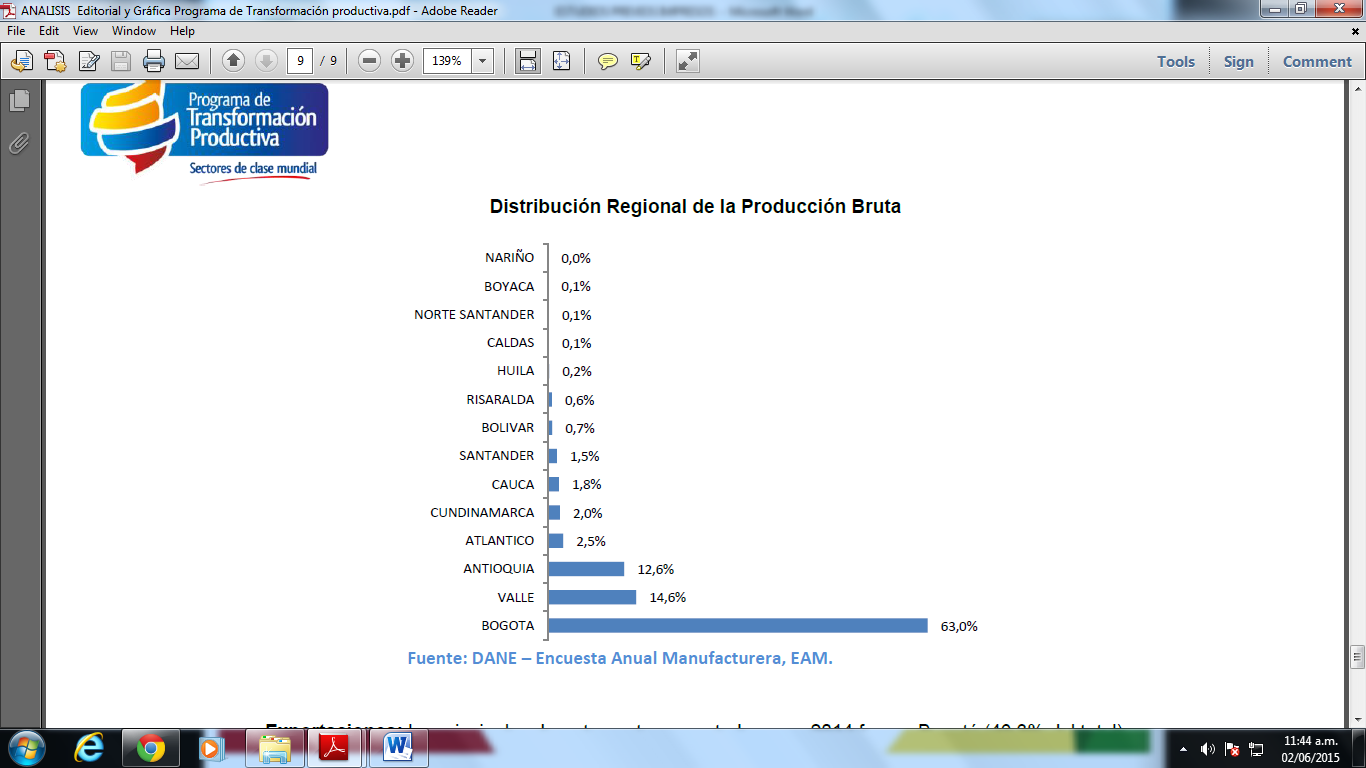 ANALISIS  Editorial y Gráfica Programa de Transformación productiva.pdf - Adobe Reader
File Edit View Window Help
9 / 9 139% Tools Sign Comment
Programa de
Transformación
Productiva
Sectores de clase mundial
Distribución Regional de la Producción Bruta
NARIÑO 0,0%
BOYACA 0,1%
NORTE SANTANDER 0,1%
CALDAS 0,1%
HUILA 0,2%
RISARALDA 0,6%
BOLIVAR 0,7%
SANTANDER 1,5%
CAUCA 1,8%
CUNDINAMARCA 2,0%
ATLANTICO 2,5%
ANTIOQUIA 12,6%
VALLE 14,6%
BOGOTA 63,0%
Fuente: DANE – Encuesta Anual Manufacturera, EAM.
11:44 a.m.
02/06/2015